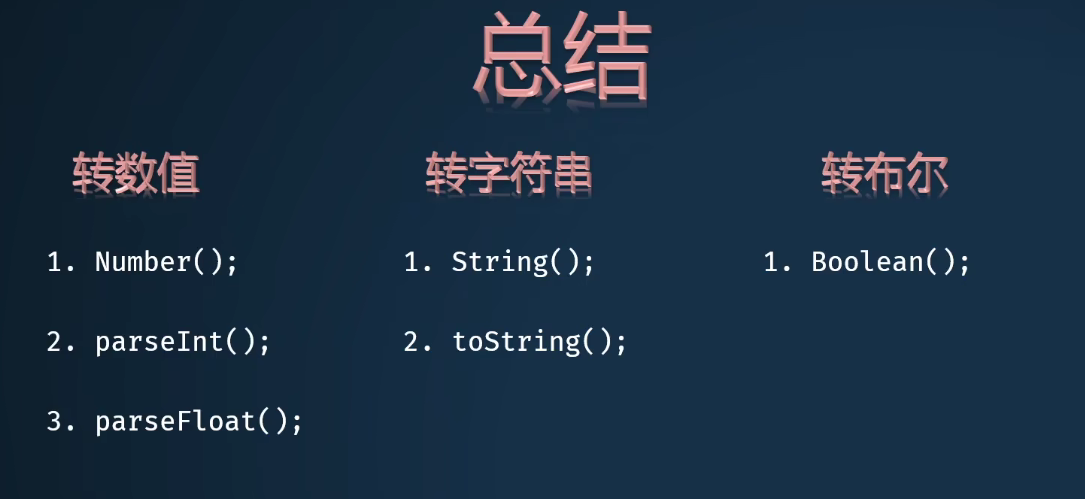 总结
转数值
1. Number();
2. parseInt();
3. parseFloat();
转字符串
1. String();
2. toString();
转布尔
1. Boolean();